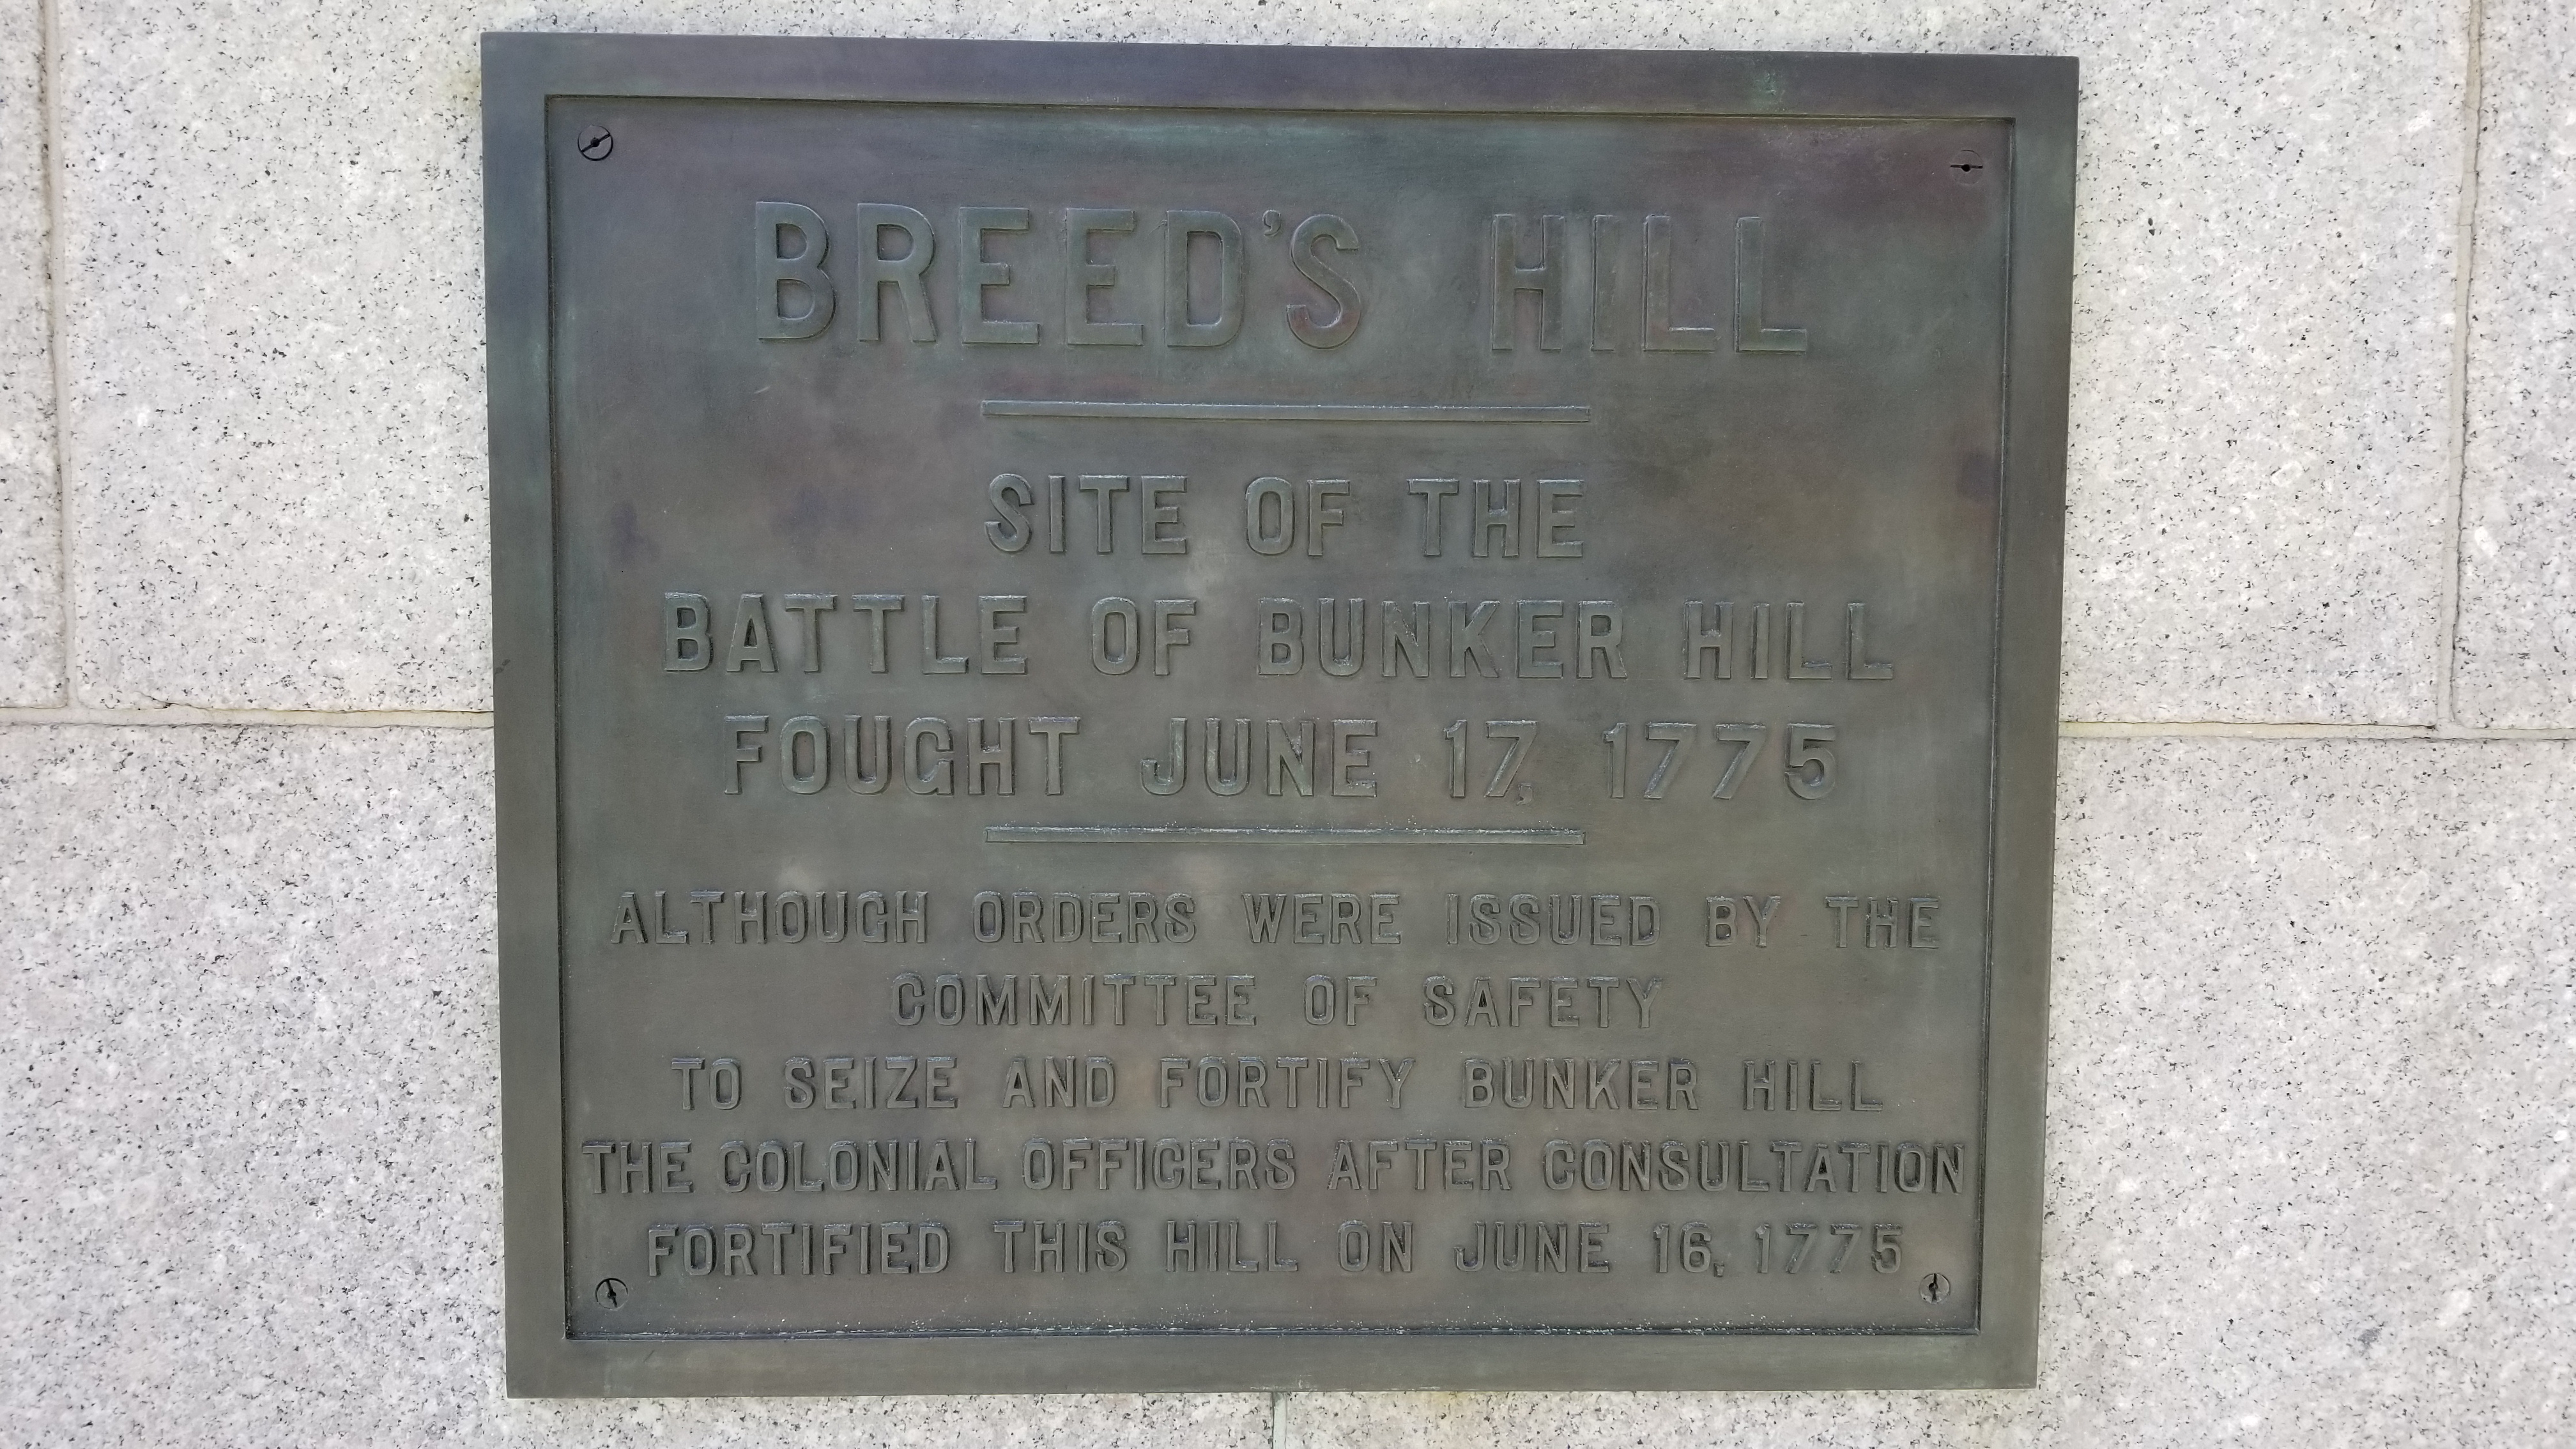 BREED'S HILL
SITE OF THE
BATTLE OF BUNKER HILL
FOUGHT JUNE 17, 1775
ALTHOUGH ORDERS WERE ISSUED BY THE
COMMITTEE OF SAFETY
TO SEIZE AND FORTIFY BUNKER HILL
THE COLONIAL OFFICERS AFTER CONSULTATION
FORTIFIED THIS HILL ON JUNE 16, 1775